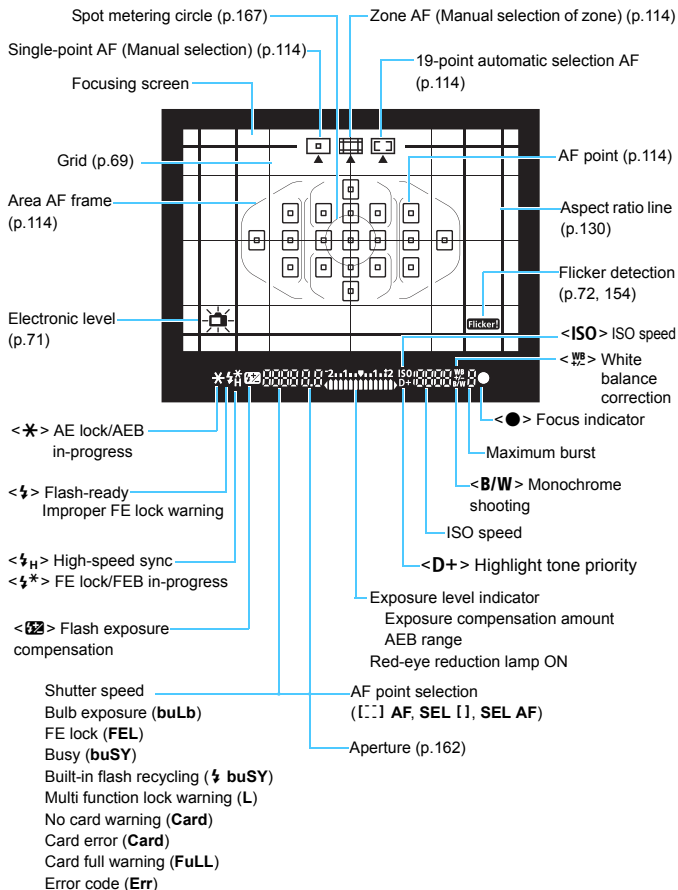 Spot metering circle (p.167)
Zone AF (Manual selection of zone) (p.114)
Single-point AF (Manual selection) (p.114)
19-point automatic selection AF
(p.114)
Focusing screen
Grid (p.69)
AF point (p.114)
Area AF frame
(p.114)
Aspect ratio line
(p.130)
Flicker detection
(p.72, 154)
Flicker!
Electronic level
(p.71)
<ISO> ISO speed
<WB+/-> White
balance
correction
-2..1..▼..1..+2 ISO D+ WB +/- B/W
<●> Focus indicator
<✱> AE lock/AEB
in-progress
Maximum burst
<B/W> Monochrome
shooting
<⚡> Flash-ready
Improper FE lock warning
ISO speed
<⚡H> High-speed sync
<⚡*> FE lock/FEB in-progress
<D+> Highlight tone priority
Exposure level indicator
Exposure compensation amount
AEB range
Red-eye reduction lamp ON
<⚡+/-> Flash exposure
compensation
Shutter speed
Bulb exposure (buLb)
FE lock (FEL)
Busy (buSY)
Built-in flash recycling (⚡ buSY)
Multi function lock warning (L)
No card warning (Card)
Card error (Card)
Card full warning (FuLL)
Error code (Err)
AF point selection
([ ] AF, SEL [ ], SEL AF)
Aperture (p.162)